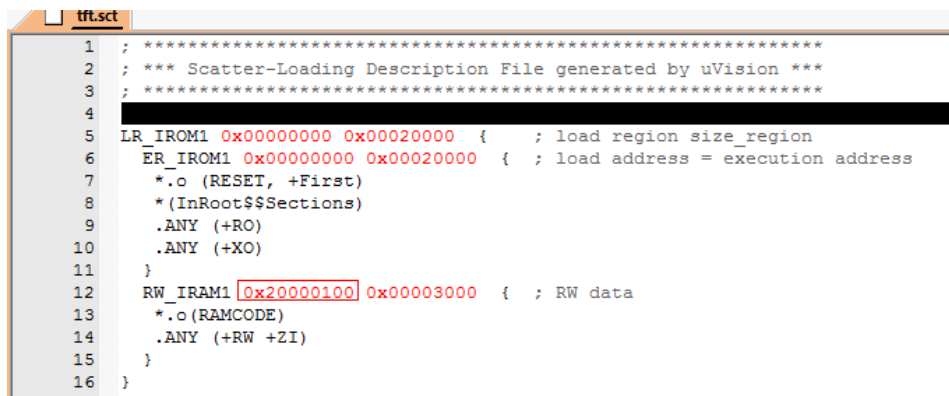 tft.sct
1 ; *************************************************************
2 ; *** Scatter-Loading Description File generated by uVision ***
3 ; *************************************************************
4
5 LR_IROM1 0x00000000 0x00020000  {    ; load region size_region
6   ER_IROM1 0x00000000 0x00020000  {  ; load address = execution address
7    *.o (RESET, +First)
8    *(InRoot$$Sections)
9    .ANY (+RO)
10    .ANY (+XO)
11   }
12   RW_IRAM1 0x20000100 0x00003000  {  ; RW data
13    *.o(RAMCODE)
14    .ANY (+RW +ZI)
15   }
16 }